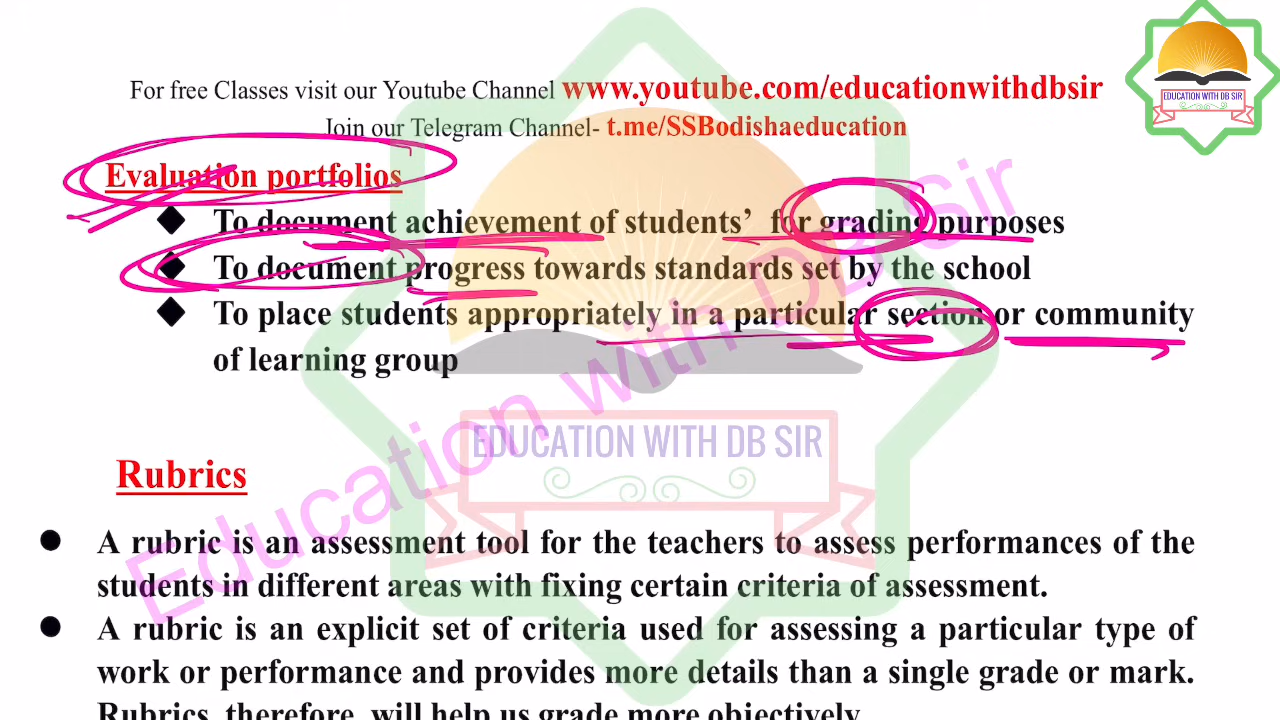 For free Classes visit our Youtube Channel www.youtube.com/educationwithdbsir
Join our Telegram Channel- t.me/SSBodishaeducation
EDUCATION WITH DB SIR
Evaluation portfolios
To document achievement of students’ for grading purposes
To document progress towards standards set by the school
To place students appropriately in a particular section or community
of learning group
EDUCATION WITH DB SIR
Education with DB Sir
Rubrics
A rubric is an assessment tool for the teachers to assess performances of the
students in different areas with fixing certain criteria of assessment.
A rubric is an explicit set of criteria used for assessing a particular type of
work or performance and provides more details than a single grade or mark.
Rubrics, therefore, will help us grade more objectively